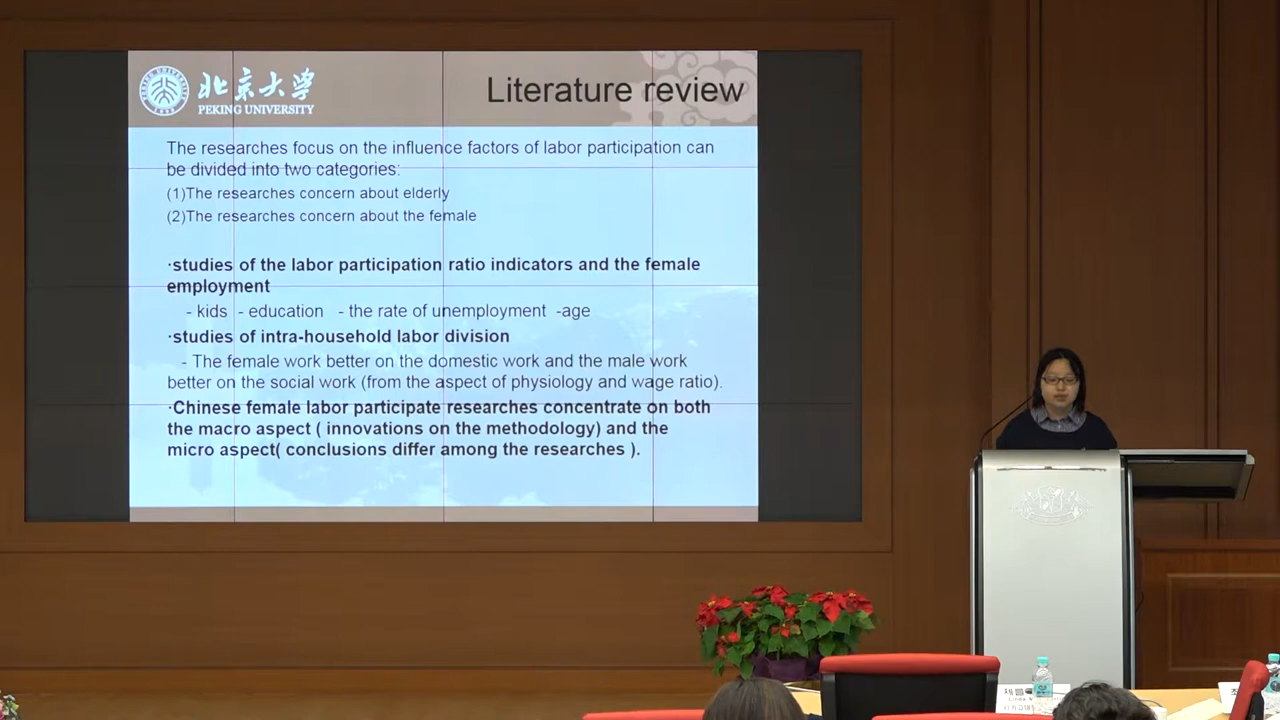 北京大学
PEKING UNIVERSITY
Literature review
The researches focus on the influence factors of labor participation can
be divided into two categories:
(1)The researches concern about elderly
(2)The researches concern about the female
·studies of the labor participation ratio indicators and the female
employment
- kids - education - the rate of unemployment -age
·studies of intra-household labor division
- The female work better on the domestic work and the male work
better on the social work (from the aspect of physiology and wage ratio).
·Chinese female labor participate researches concentrate on both
the macro aspect ( innovations on the methodology) and the
micro aspect( conclusions differ among the researches ).